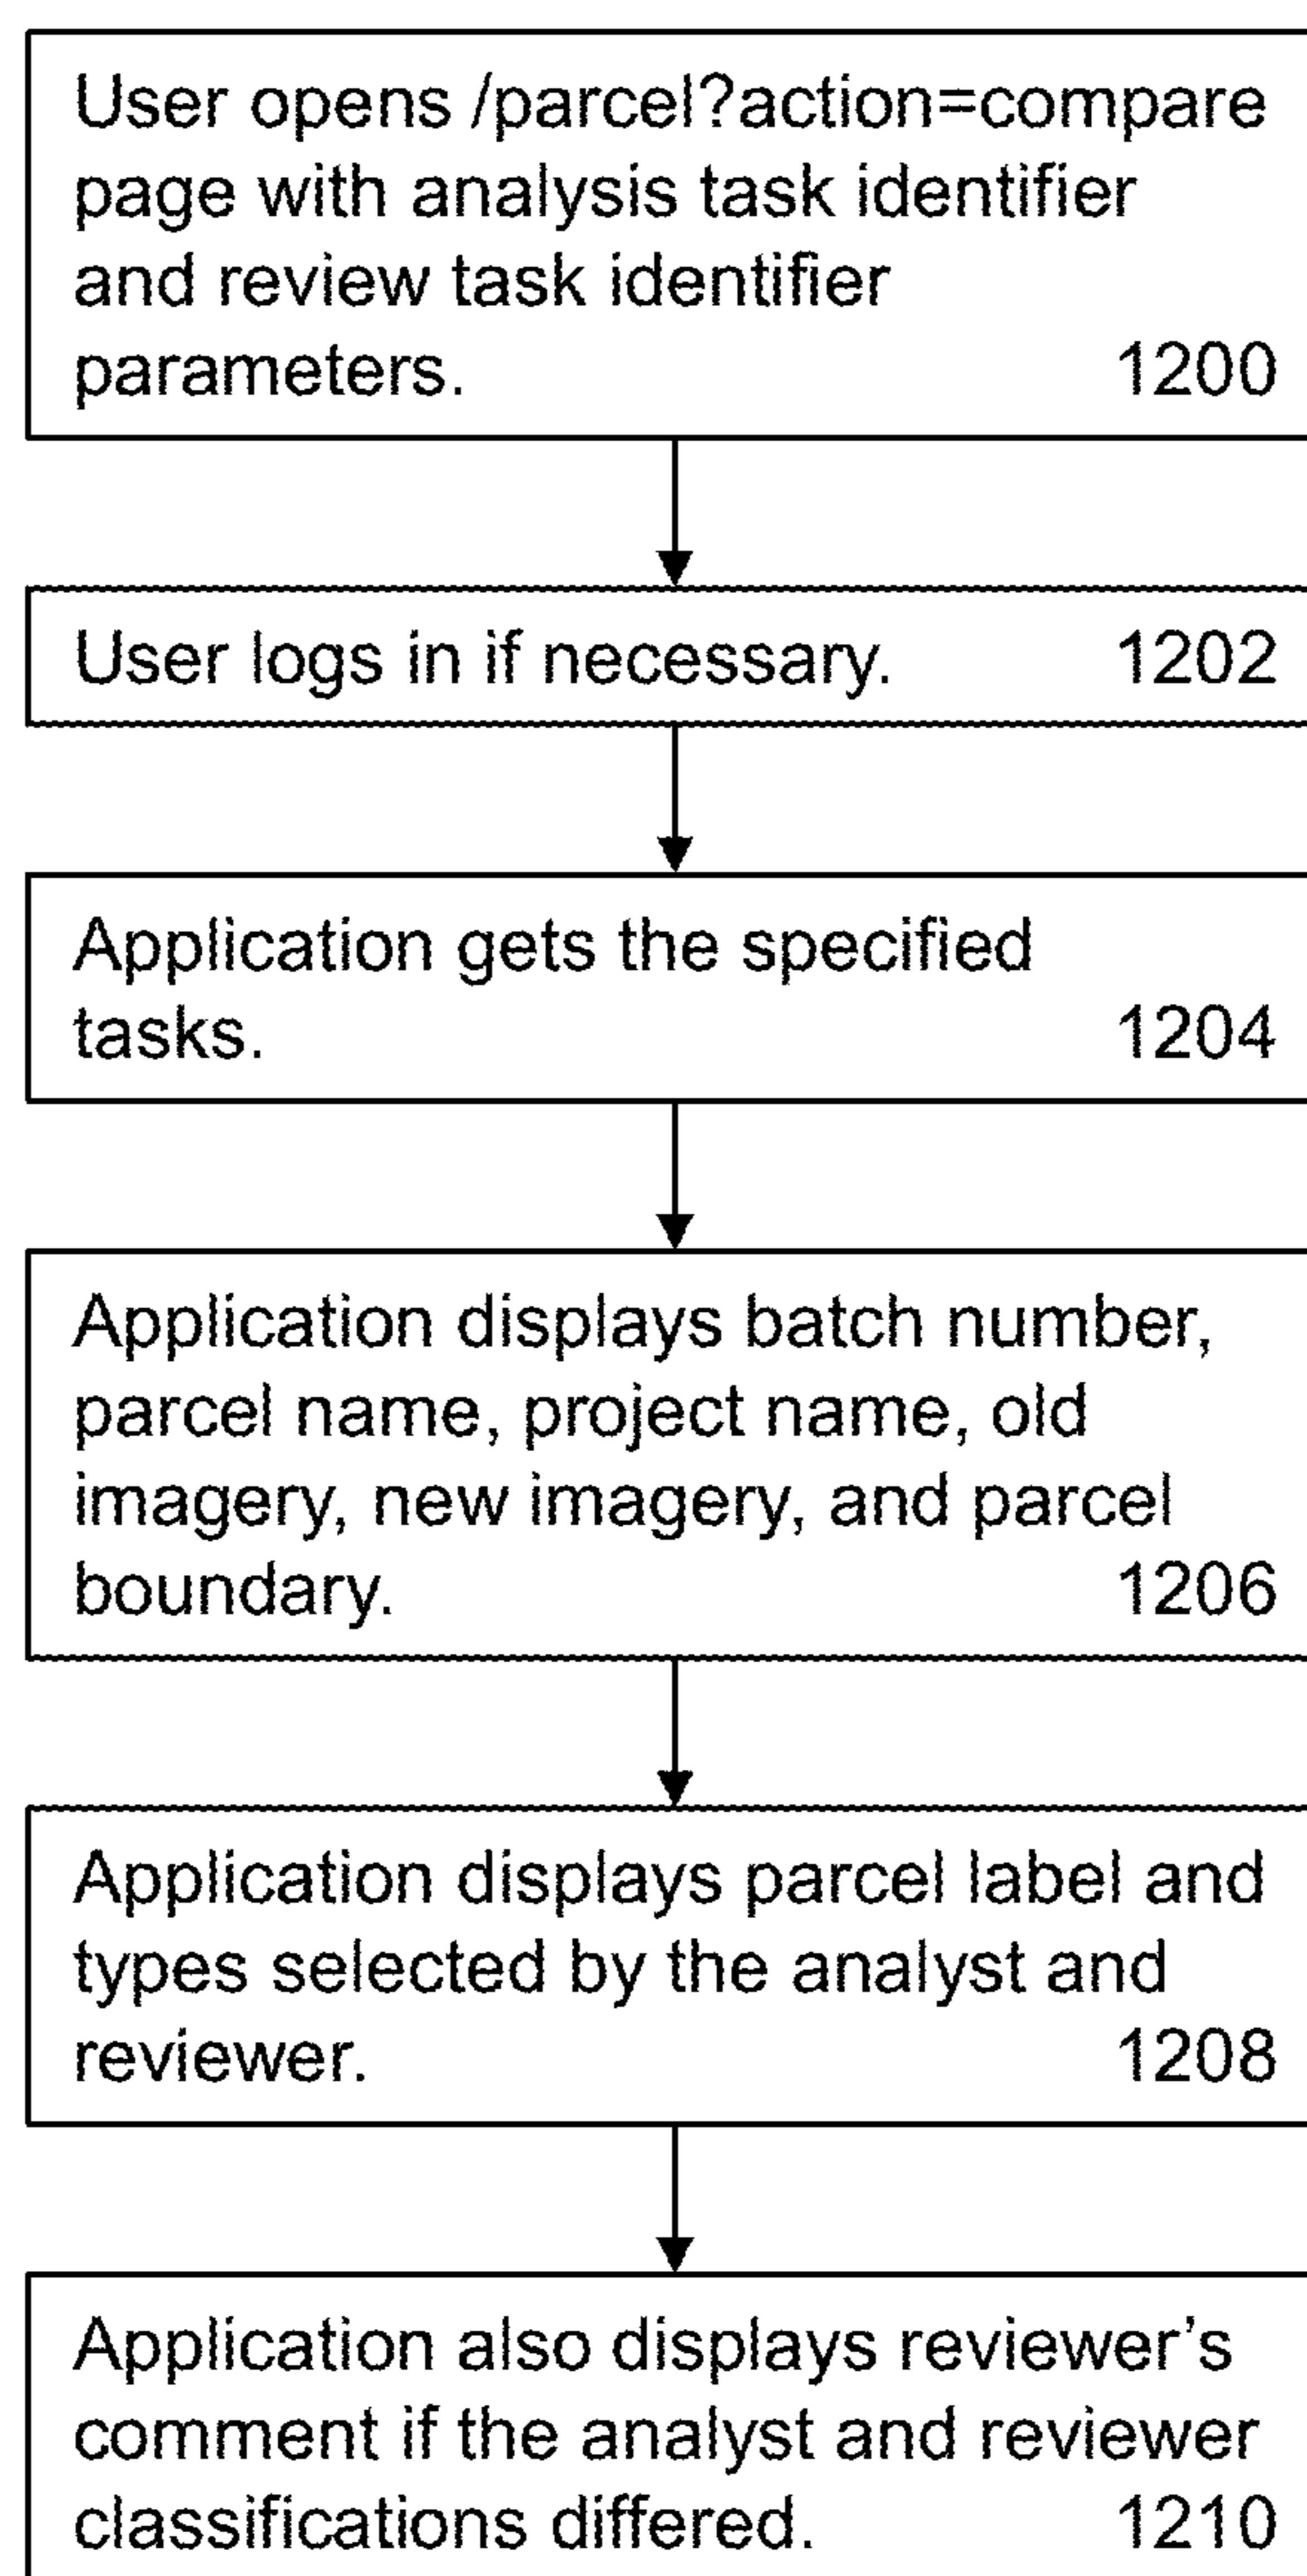 User opens /parcel?action=compare
page with analysis task identifier
and review task identifier
parameters. 1200
User logs in if necessary. 1202
Application gets the specified
tasks. 1204
Application displays batch number,
parcel name, project name, old
imagery, new imagery, and parcel
boundary. 1206
Application displays parcel label and
types selected by the analyst and
reviewer. 1208
Application also displays reviewer’s
comment if the analyst and reviewer
classifications differed. 1210